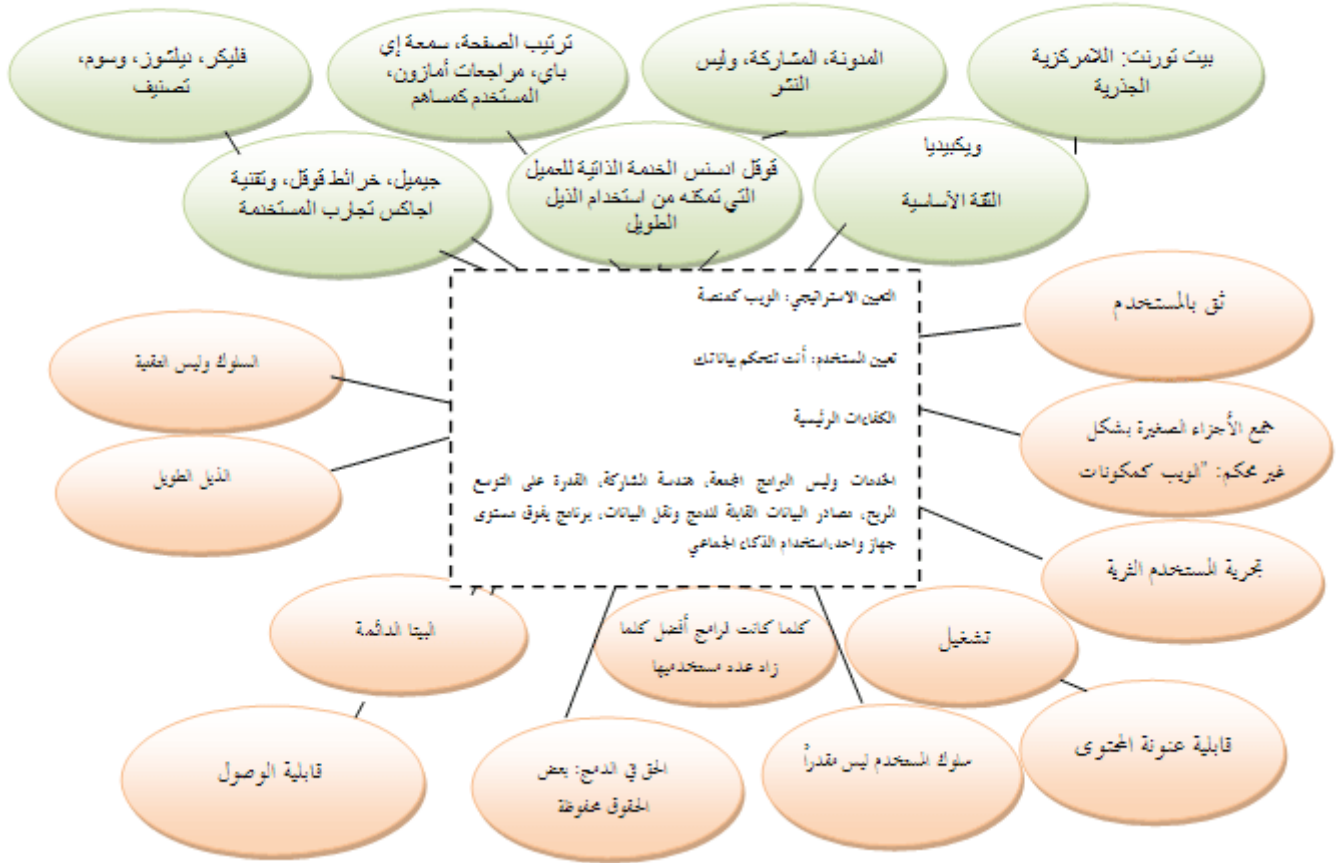 بيت تورنت: اللامركزية
الجذرية
المدونة، المشاركة، وليس
النشر
ترتيب الصفحة، سمعة إي
باي، مراجعات أمازون،
المستخدم كمساهم
فليكر، ديلشوز، وسوم،
تصنيف
ويكبيديا
الثقة الأساسية
قوقل ادسنس الخدمة الذاتية للعميل
التي تمكنه من استخدام الذيل
الطويل
جيميل، خرائط قوقل، وتقنية
اجاكس تجارب المستخدمة
التعيين الاستراتيجي: الويب كمنصة
تعيين المستخدم: أنت تتحكم بياناتك
الكفاءات الرئيسية
الخدمات وليس البرامج المجمعة، هندسة المشاركة، القدرة على التوسع
المربح، مصادر البيانات القابلة للدمج ونقل البيانات، برنامج يفوق مستوى
جهاز واحد،استخدام الذكاء الجماعي
ثق بالمستخدم
جمع الأجزاء الصغيرة بشكل
غير محكم: "الويب كمكونات
تجربة المستخدم الثرية
السلوك وليس التقنية
الذيل الطويل
تشغيل
كلما كانت لرامج أفضل كلما
زاد عدد مستخدميها
البيتا الدائمة
قابلية عنونة المحتوى
سلوك المستخدم ليس مقدراً
الحق في الدمج: بعض
الحقوق محفوظة
قابلية الوصول